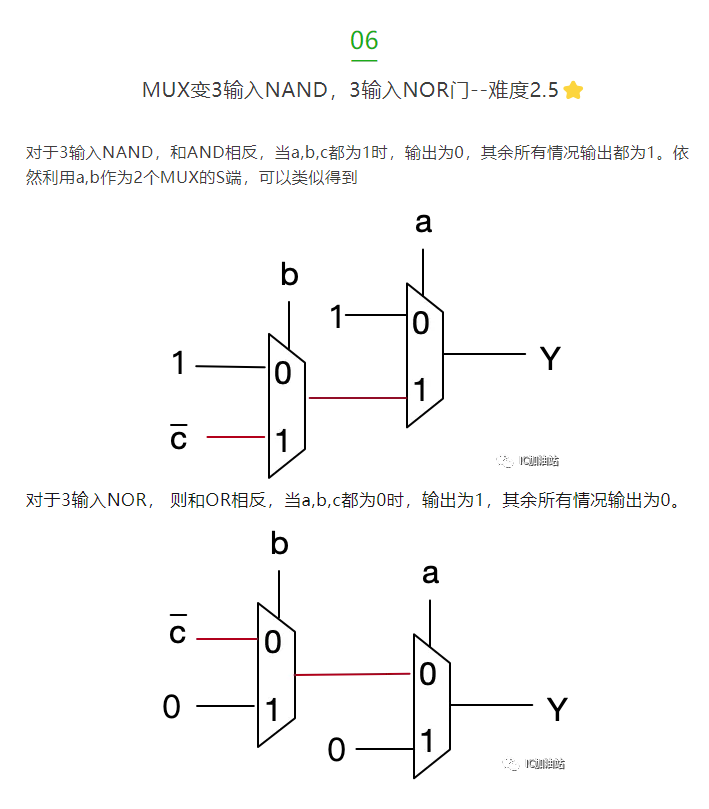 06
MUX变3输入NAND，3输入NOR门--难度2.5⭐
对于3输入NAND，和AND相反，当a,b,c都为1时，输出为0，其余所有情况输出都为1。依
然利用a,b作为2个MUX的S端，可以类似得到
a
b
1
0
1
0
Y
1
c̅
1
IC加油站
对于3输入NOR， 则和OR相反，当a,b,c都为0时，输出为1，其余所有情况输出为0。
b
a
c̅
0
0
0
1
Y
0
1
IC加油站